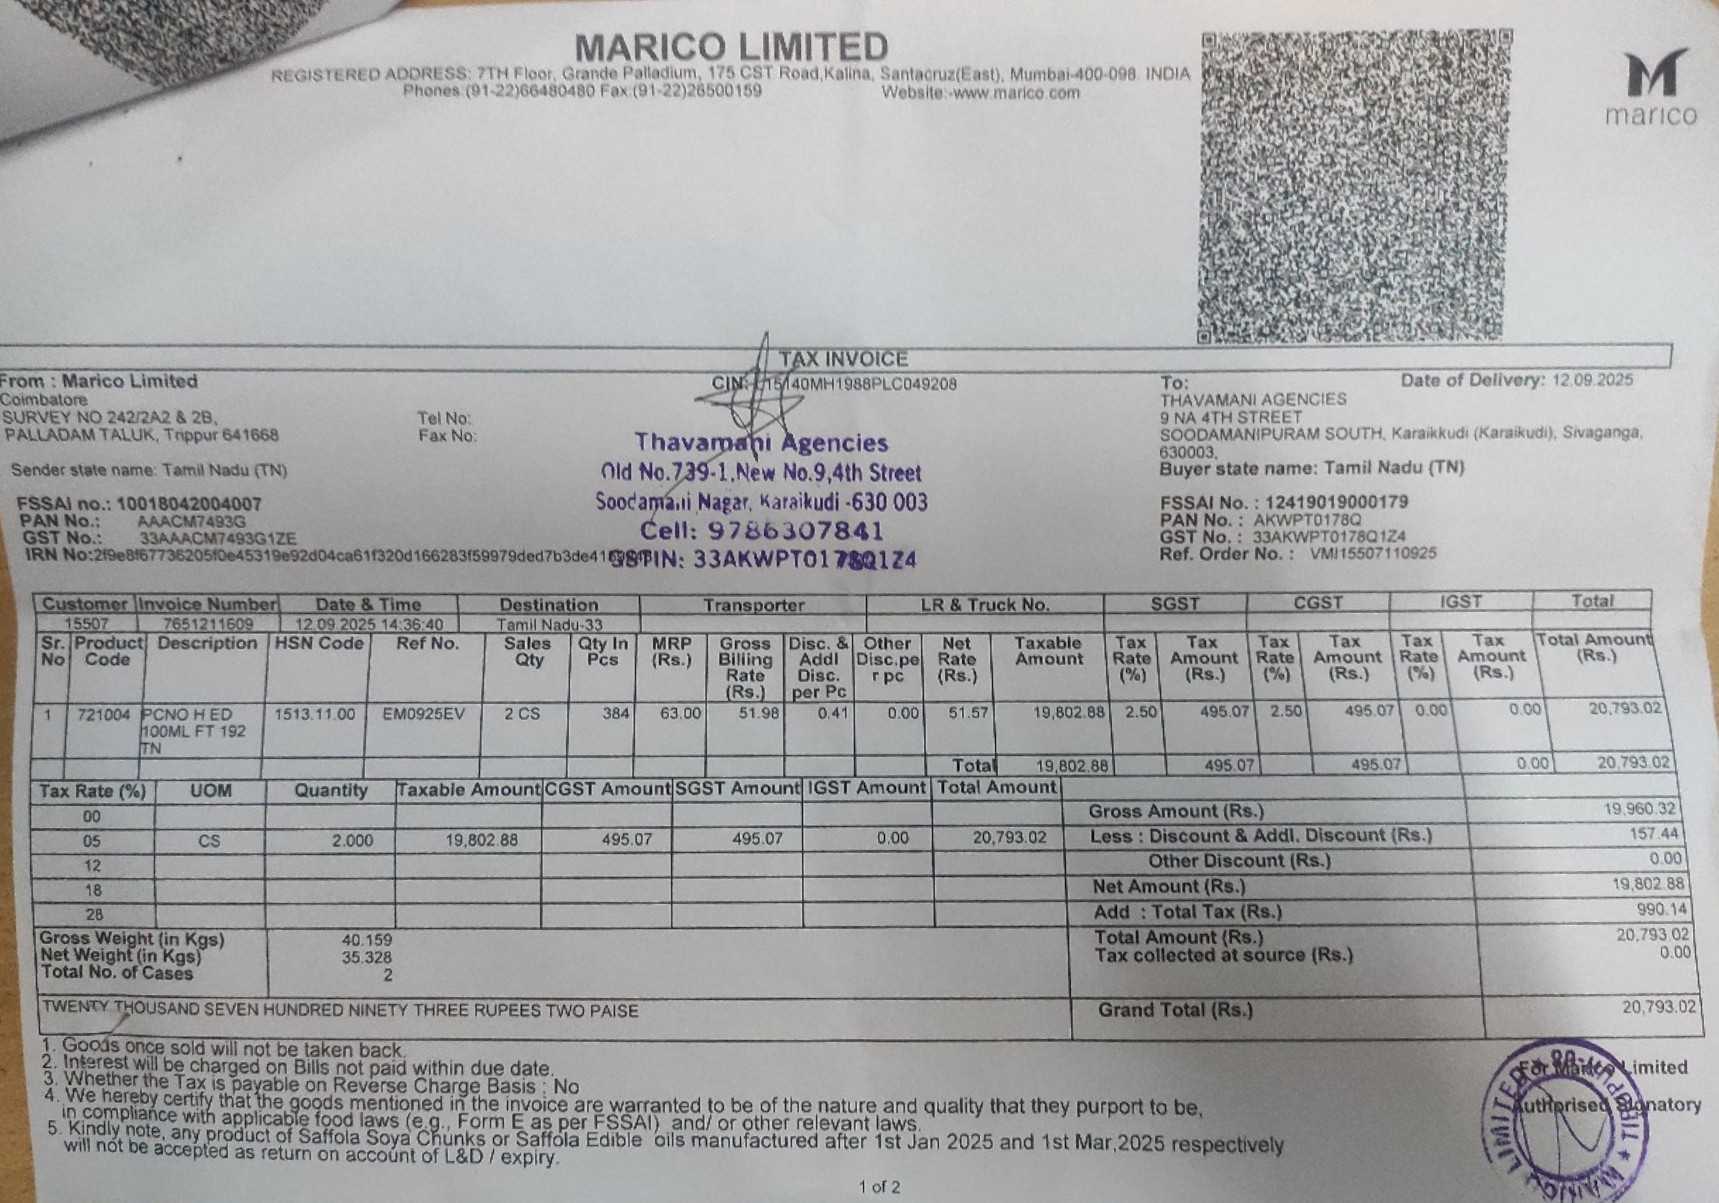 MARICO LIMITED
REGISTERED ADDRESS: 7TH Floor, Grande Palladium, 175 CST Road,Kalina, Santacruz(East), Mumbai-400-098. INDIA
Phones:(91-22)66480480 Fax:(91-22)26500159 Website:-www.marico.com
marico
TAX INVOICE
From : Marico Limited
Coimbatore
SURVEY NO 242/2A2 & 2B,
PALLADAM TALUK, Trippur 641668
Sender state name: Tamil Nadu (TN)
FSSAI no.: 10018042004007
PAN No.: AAACM7493G
GST No.: 33AAACM7493G1ZE
IRN No:
Tel No:
Fax No:
CIN: 15140MH1988PLC049208
Thavamani Agencies
Old No.739-1,New No.9,4th Street
Soodamani Nagar, Karaikudi -630 003
Cell: 9786307841
GSTIN: 33AKWPT0178Q1Z4
To: Date of Delivery: 12.09.2025
THAVAMANI AGENCIES
9 NA 4TH STREET
SOODAMANIPURAM SOUTH, Karaikkudi (Karaikudi), Sivaganga,
630003,
Buyer state name: Tamil Nadu (TN)
FSSAI No. : 12419019000179
PAN No. : AKWPT0178Q
GST No. : 33AKWPT0178Q1Z4
Ref. Order No. : VMI15507110925
Customer Invoice Number Date & Time Destination Transporter LR & Truck No. SGST CGST IGST Total
15507 7651211609 12.09.2025 14:36:40 Tamil Nadu-33
Sr. Product Description HSN Code Ref No. Sales Qty In MRP Gross Disc. & Other Net Taxable Tax Tax Tax Tax Tax Tax Total Amount
No Code Qty Pcs (Rs.) Billing Addl Disc.pe Rate Amount Rate Amount Rate Amount Rate Amount (Rs.)
Rate Disc. r pc (Rs.) (%) (Rs.) (%) (Rs.) (%) (Rs.)
(Rs.) per Pc
1 721004 PCNO H ED 1513.11.00 EM0925EV 2 CS 384 63.00 51.98 0.41 0.00 51.57 19,802.88 2.50 495.07 2.50 495.07 0.00 0.00 20,793.02
100ML FT 192
TN
Total 19,802.88 495.07 495.07 0.00 20,793.02
Tax Rate (%) UOM Quantity Taxable Amount CGST Amount SGST Amount IGST Amount Total Amount
00
05 CS 2.000 19,802.88 495.07 495.07 0.00 20,793.02
12
18
28
Gross Amount (Rs.) 19,960.32
Less : Discount & Addl. Discount (Rs.) 157.44
Other Discount (Rs.) 0.00
Net Amount (Rs.) 19,802.88
Add : Total Tax (Rs.) 990.14
Total Amount (Rs.) 20,793.02
Tax collected at source (Rs.) 0.00
Gross Weight (in Kgs) 40.159
Net Weight (in Kgs) 35.328
Total No. of Cases 2
TWENTY THOUSAND SEVEN HUNDRED NINETY THREE RUPEES TWO PAISE
Grand Total (Rs.) 20,793.02
1. Goods once sold will not be taken back.
2. Interest will be charged on Bills not paid within due date.
3. Whether the Tax is payable on Reverse Charge Basis : No
4. We hereby certify that the goods mentioned in the invoice are warranted to be of the nature and quality that they purport to be,
in compliance with applicable food laws (e.g., Form E as per FSSAI) and/ or other relevant laws.
5. Kindly note, any product of Saffola Soya Chunks or Saffola Edible oils manufactured after 1st Jan 2025 and 1st Mar,2025 respectively
will not be accepted as return on account of L&D / expiry.
For Marico Limited
Authorised Signatory
MARICO LIMITED
1 of 2